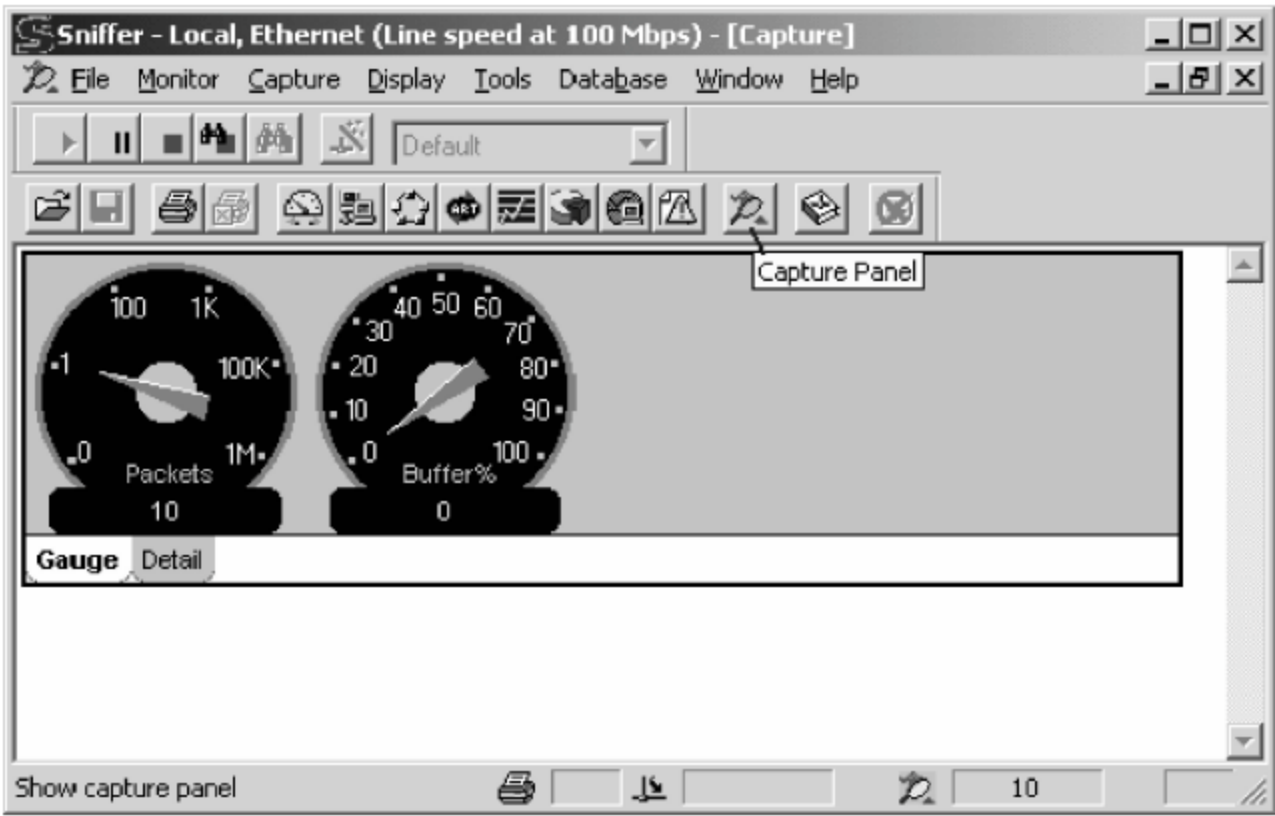 Sniffer - Local, Ethernet (Line speed at 100 Mbps) - [Capture]
File Monitor Capture Display Tools Database Window Help
Default
ART
Capture Panel
0 1 100 1K 100K 1M
Packets
10
0 10 20 30 40 50 60 70 80 90 100
Buffer%
0
Gauge Detail
Show capture panel 10